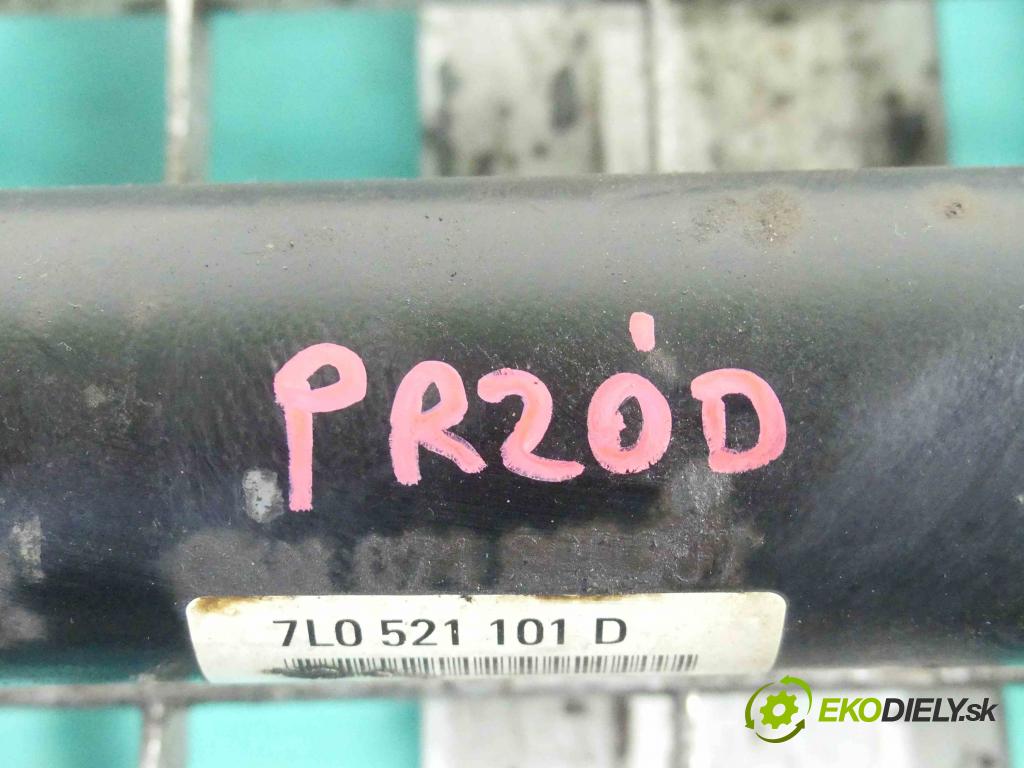 PRZÓD
7L0 521 101 D
EKODIELY.sk